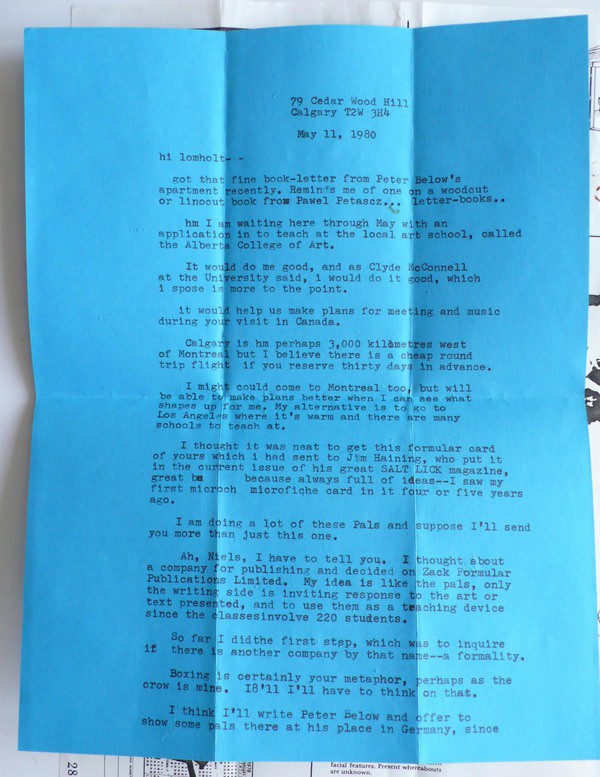 79 Cedar Wood Hill
Calgary T2W 3H4
May 11, 1980
hi lomholt--
got that fine book-letter from Peter Below's
apartment recently. Reminds me of one on a woodcut
or linocut book from Pawel Petascz... letter-books..
hm I am waiting here through May with an
application in to teach at the local art school, called
the Alberta College of Art.
It would do me good, and as Clyde McConnell
at the University said, i would do it good, which
i spose is more to the point.
it would help us make plans for meeting and music
during your visit in Canada.
Calgary is hm perhaps 3,000 kilometres west
of Montreal but I believe there is a cheap round
trip flight if you reserve thirty days in advance.
I might could come to Montreal too, but will
be able to make plans better when I can see what
shapes up for me. My alternative is to go to
Los Angeles where it's warm and there are many
schools to teach at.
I thought it was neat to get this formular card
of yours which i had sent to Jim Haining, who put it
in the current issue of his great SALT LICK magazine,
great be because always full of ideas--I saw my
first microch microfiche card in it four or five years
ago.
I am doing a lot of these Pals and suppose I'll send
you more than just this one.
Ah, Niels, I have to tell you. I thought about
a company for publishing and decided on Zack Formular
Publications Limited. My idea is like the pals, only
the writing side is inviting response to the art or
text presented, and to use them as a teaching device
since the classesinvolve 220 students.
So far I didthe first step, which was to inquire
if there is another company by that name--a formality.
Boxing is certainly your metaphor, perhaps as the
crow is mine. I8'll I'll have to think on that.
I think I'll write Peter Below and offer to
show some pals there at his place in Germany, since
28
facial features. Present whereabouts
are unknown.